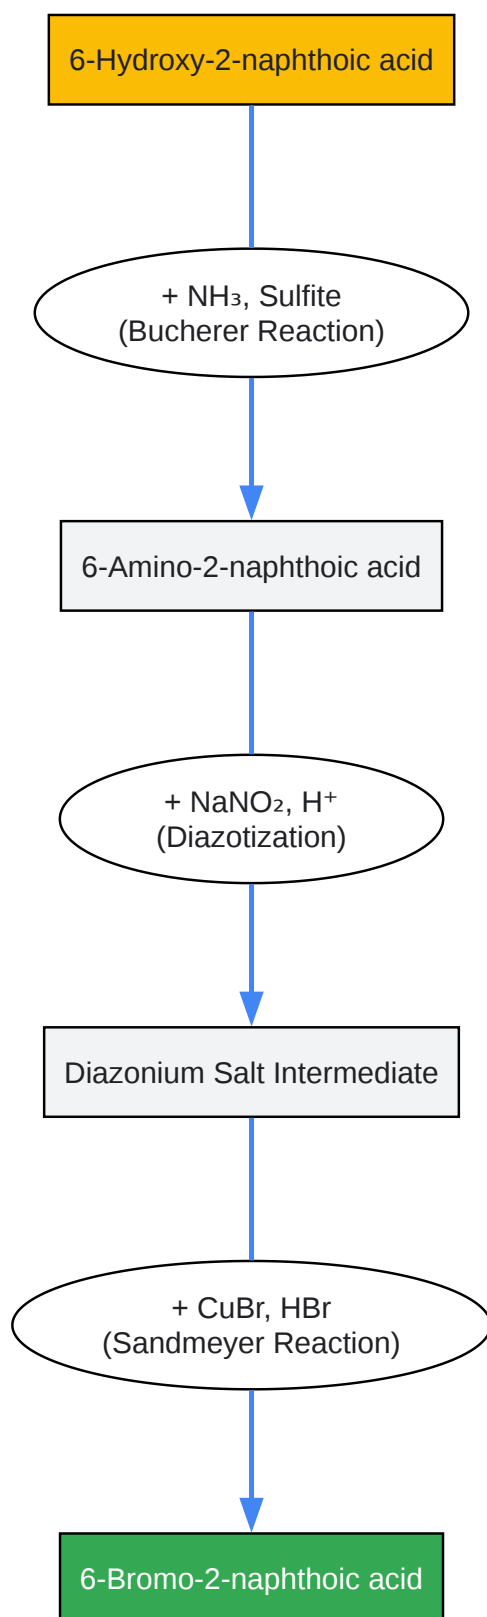 6-Hydroxy-2-naphthoic acid
+ NH₃, Sulfite
(Bucherer Reaction)
6-Amino-2-naphthoic acid
+ NaNO₂, H⁺
(Diazotization)
Diazonium Salt Intermediate
+ CuBr, HBr
(Sandmeyer Reaction)
6-Bromo-2-naphthoic acid